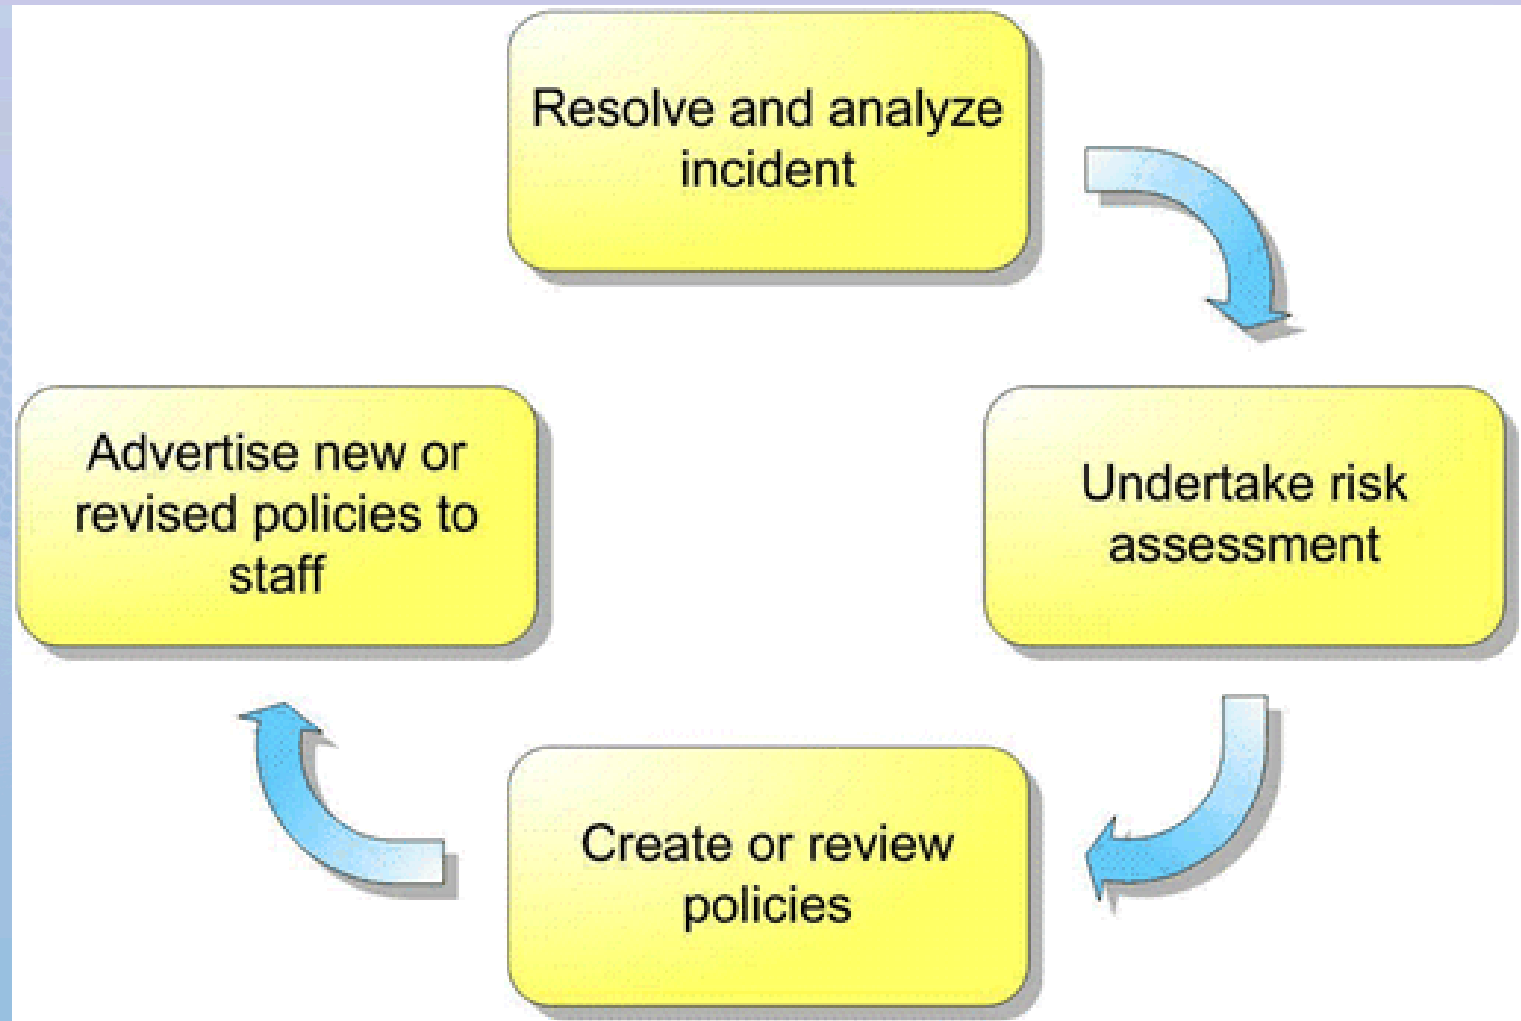 Resolve and analyze
incident
Undertake risk
assessment
Create or review
policies
Advertise new or
revised policies to
staff